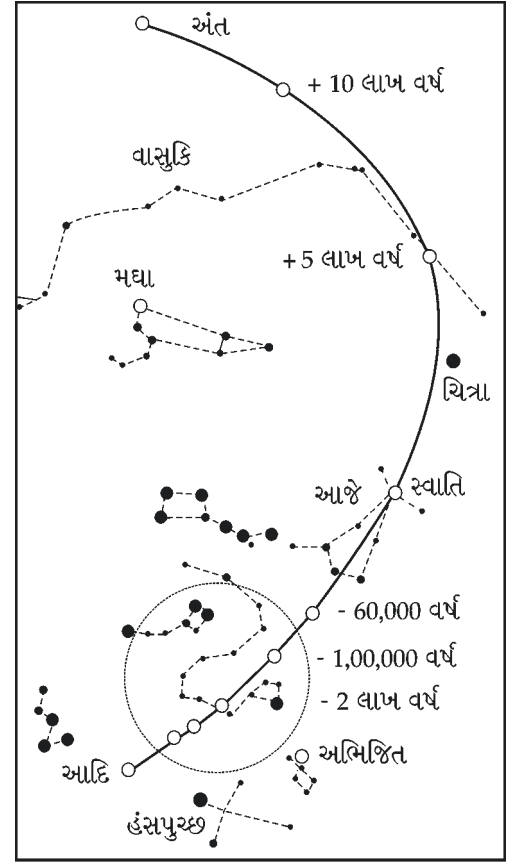 અંત
+ 10 લાખ વર્ષ
વાસુકિ
+ 5 લાખ વર્ષ
મઘા
ચિત્રા
આજે
સ્વાતિ
- 60,000 વર્ષ
- 1,00,000 વર્ષ
- 2 લાખ વર્ષ
અભિજિત
આદિ
હંસપુચ્છ